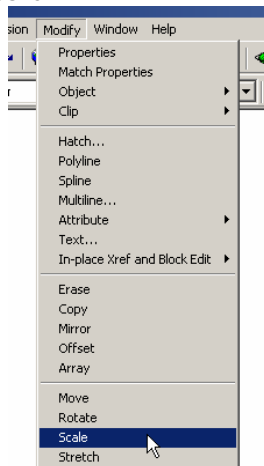 sion Modify Window Help
Properties
Match Properties
Object
r
Clip
Hatch...
Polyline
Spline
Multiline...
Attribute
Text...
In-place Xref and Block Edit
Erase
Copy
Mirror
Offset
Array
Move
Rotate
Scale
Stretch